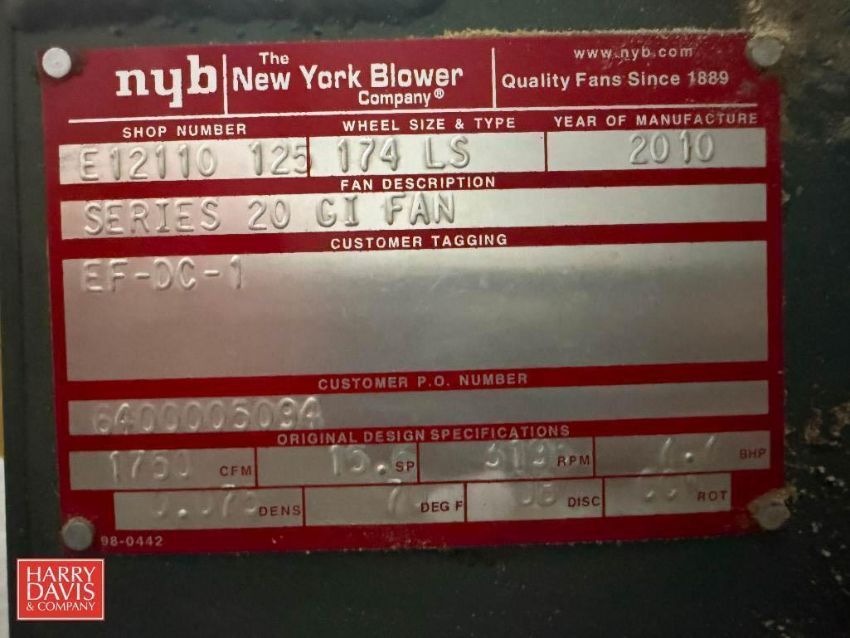 nyb
The
New York Blower
Company®
www.nyb.com
Quality Fans Since 1889
SHOP NUMBER WHEEL SIZE & TYPE YEAR OF MANUFACTURE
E12110 125 174 LS 2010
FAN DESCRIPTION
SERIES 20 GI FAN
CUSTOMER TAGGING
EF-DC-1
CUSTOMER P.O. NUMBER
6400005094
ORIGINAL DESIGN SPECIFICATIONS
CFM SP RPM BHP
DENS DEG F DISC ROT
98-0442
HARRY
DAVIS
& COMPANY